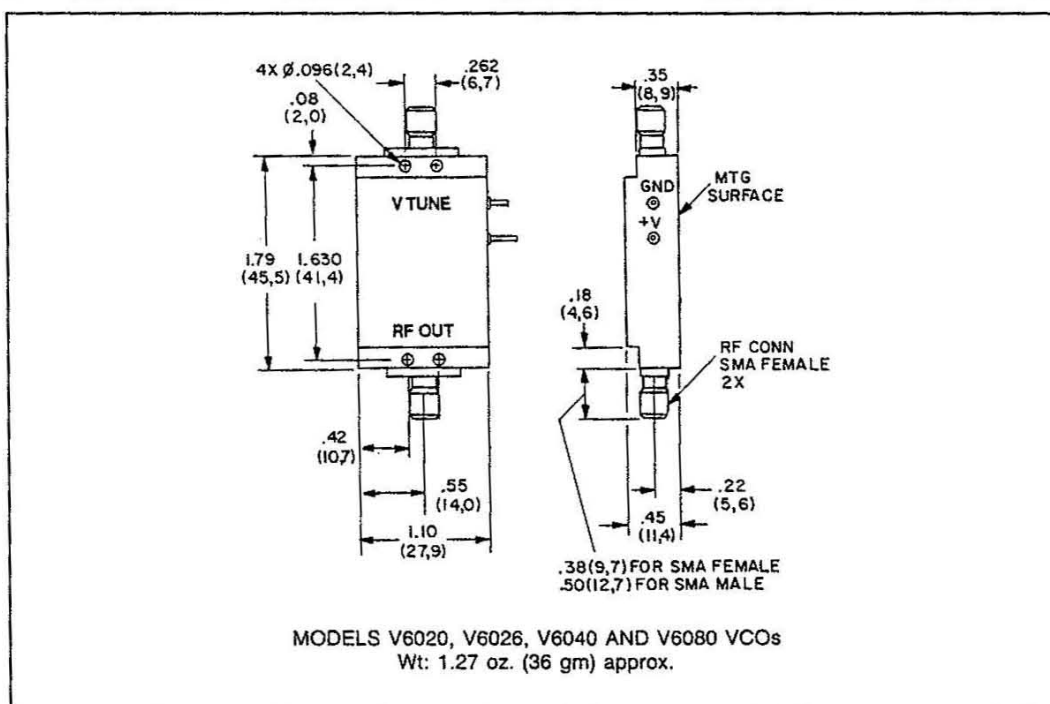 4X Ø.096(2,4)
.262
(6,7)
.35
(8,9)
.08
(2,0)
V TUNE
GND
+V
MTG
SURFACE
1.79
(45,5)
1.630
(41,4)
.18
(4,6)
RF OUT
RF CONN
SMA FEMALE
2X
.42
(10,7)
.55
(14,0)
1.10
(27,9)
.22
(5,6)
.45
(11,4)
.38(9,7) FOR SMA FEMALE
.50(12,7) FOR SMA MALE
MODELS V6020, V6026, V6040 AND V6080 VCOs
Wt: 1.27 oz. (36 gm) approx.